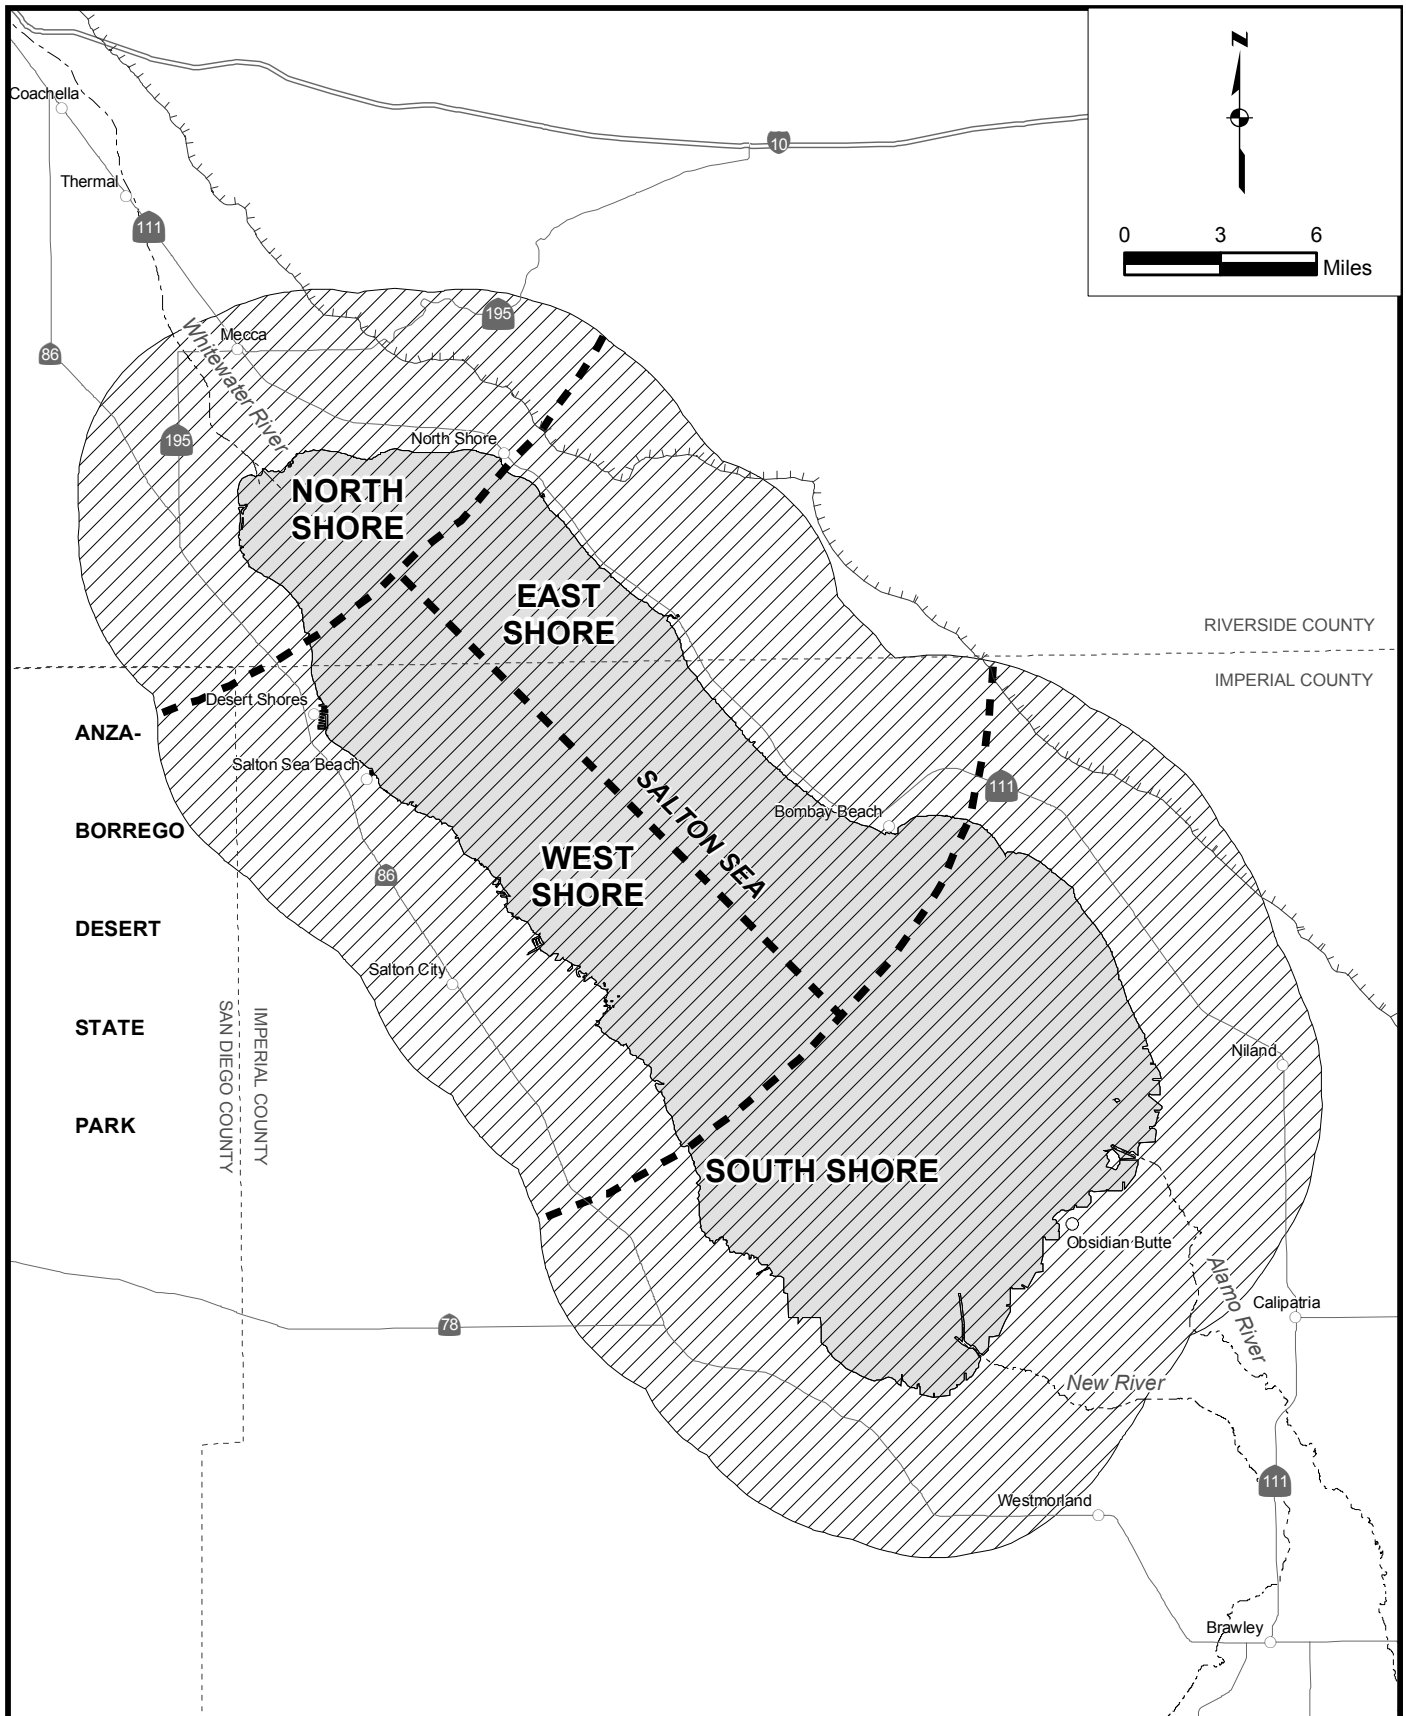 N
0 3 6
Miles
10
Coachella
Thermal
111
195
Mecca
86
Whitewater River
195
North Shore
NORTH
SHORE
EAST
SHORE
RIVERSIDE COUNTY
IMPERIAL COUNTY
Desert Shores
ANZA-
BORREGO
DESERT
STATE
PARK
Salton Sea Beach
SALTON SEA
111
Bombay Beach
WEST
SHORE
86
Salton City
SAN DIEGO COUNTY
IMPERIAL COUNTY
Niland
SOUTH SHORE
Obsidian Butte
Alamo River
Calipatria
78
New River
111
Westmorland
Brawley